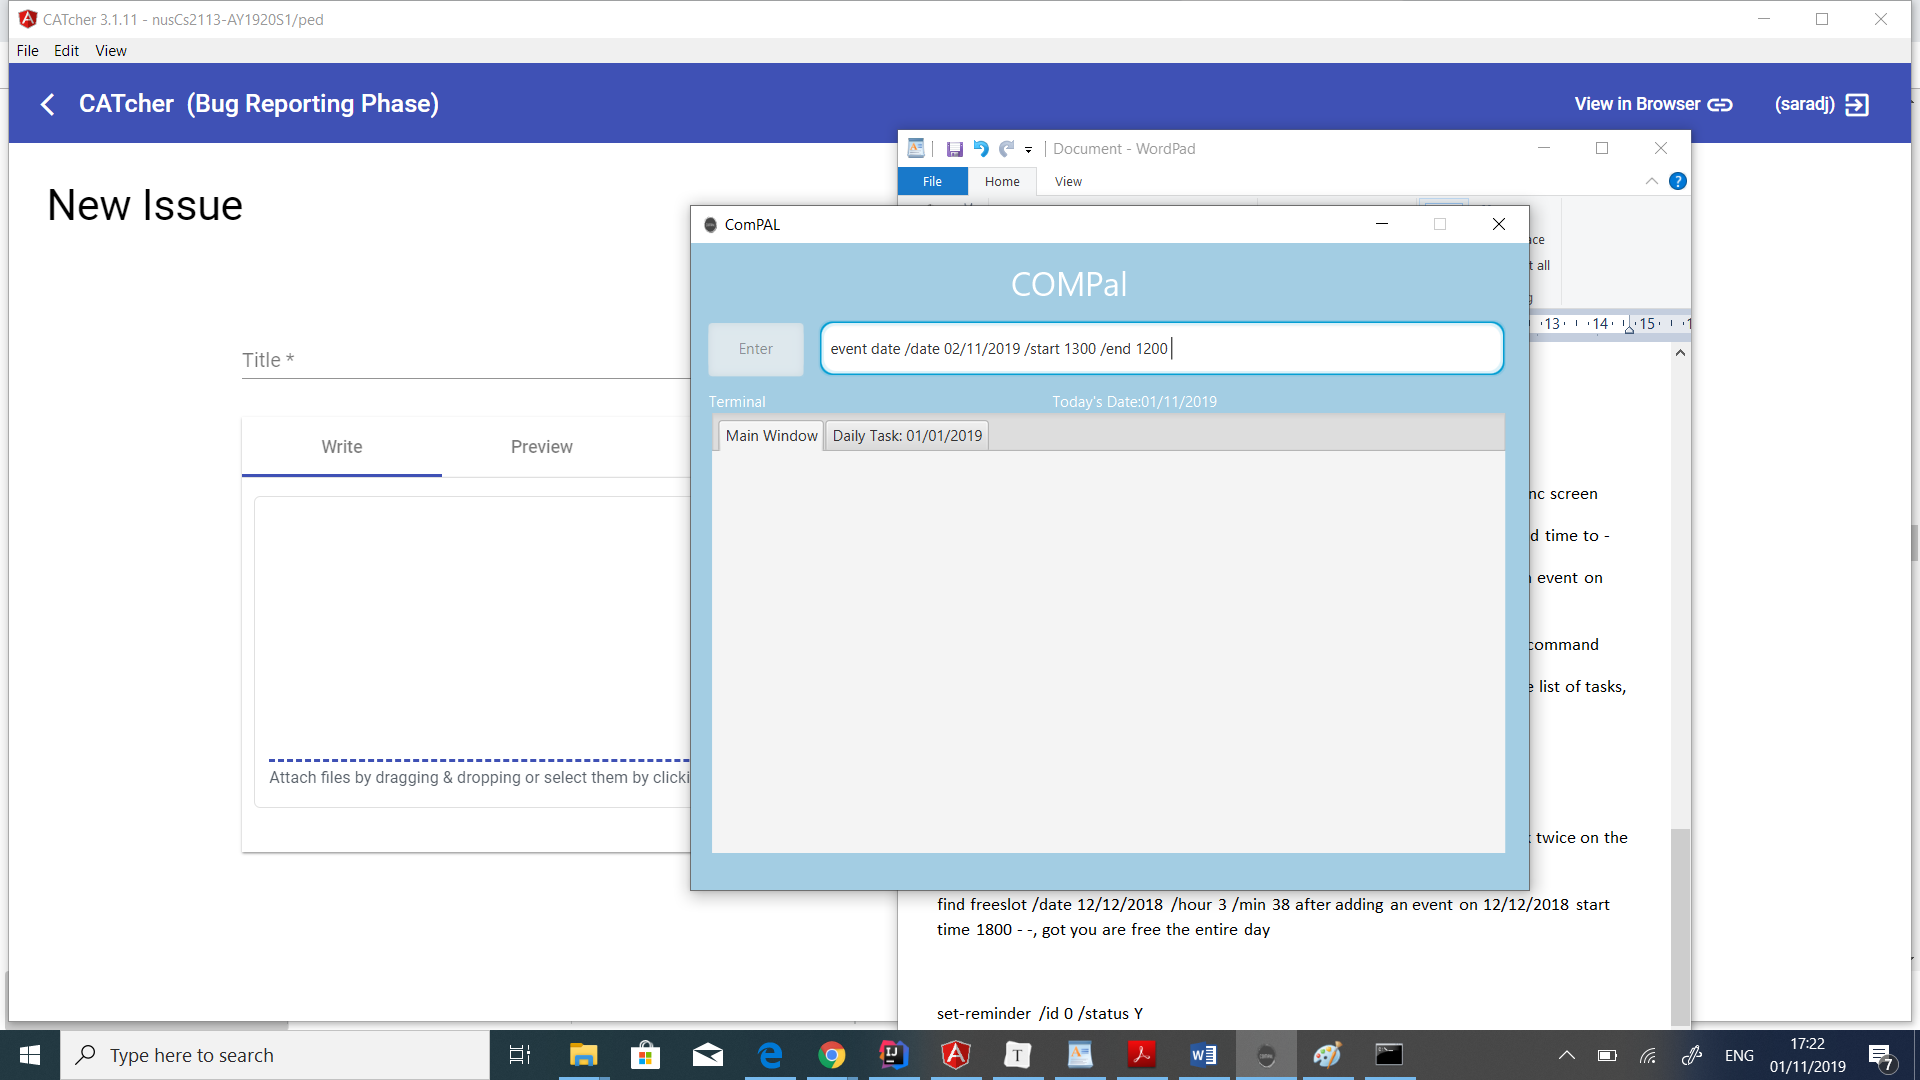 CATcher 3.1.11 - nusCs2113-AY1920S1/ped
File Edit View
CATcher (Bug Reporting Phase)
View in Browser
(saradj)
New Issue
Title *
Write Preview
Attach files by dragging & dropping or select them by clicki
Document - WordPad
File Home View
ace
t all
13 14 15
nc screen
d time to -
event on
command
e list of tasks,
twice on the
find freeslot /date 12/12/2018 /hour 3 /min 38 after adding an event on 12/12/2018 start
time 1800 - -, got you are free the entire day
set-reminder /id 0 /status Y
ComPAL
COMPal
Enter
event date /date 02/11/2019 /start 1300 /end 1200
Terminal
Today's Date:01/11/2019
Main Window
Daily Task: 01/01/2019
Type here to search
ENG
17:22
01/11/2019
7